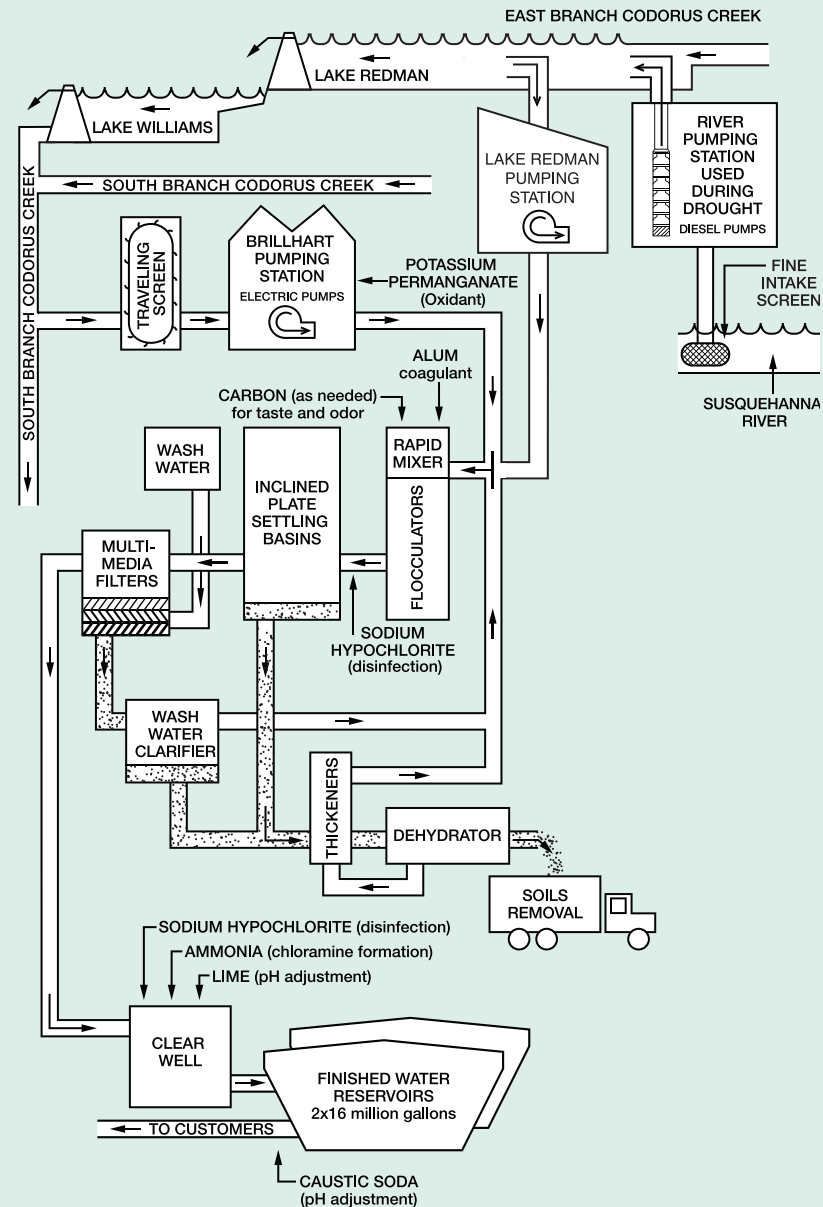 EAST BRANCH CODORUS CREEK
LAKE REDMAN
LAKE WILLIAMS
RIVER
PUMPING
STATION
USED
DURING
DROUGHT
DIESEL PUMPS
LAKE REDMAN
PUMPING
STATION
SOUTH BRANCH CODORUS CREEK
SOUTH BRANCH CODORUS CREEK
TRAVELING
SCREEN
BRILLHART
PUMPING
STATION
ELECTRIC PUMPS
POTASSIUM
PERMANGANATE
(Oxidant)
FINE
INTAKE
SCREEN
SUSQUEHANNA
RIVER
ALUM
coagulant
CARBON (as needed)
for taste and odor
WASH
WATER
INCLINED
PLATE
SETTLING
BASINS
RAPID
MIXER
FLOCCULATORS
MULTI-
MEDIA
FILTERS
SODIUM
HYPOCHLORITE
(disinfection)
WASH
WATER
CLARIFIER
THICKENERS
DEHYDRATOR
SOILS
REMOVAL
SODIUM HYPOCHLORITE (disinfection)
AMMONIA (chloramine formation)
LIME (pH adjustment)
CLEAR
WELL
FINISHED WATER
RESERVOIRS
2x16 million gallons
TO CUSTOMERS
CAUSTIC SODA
(pH adjustment)